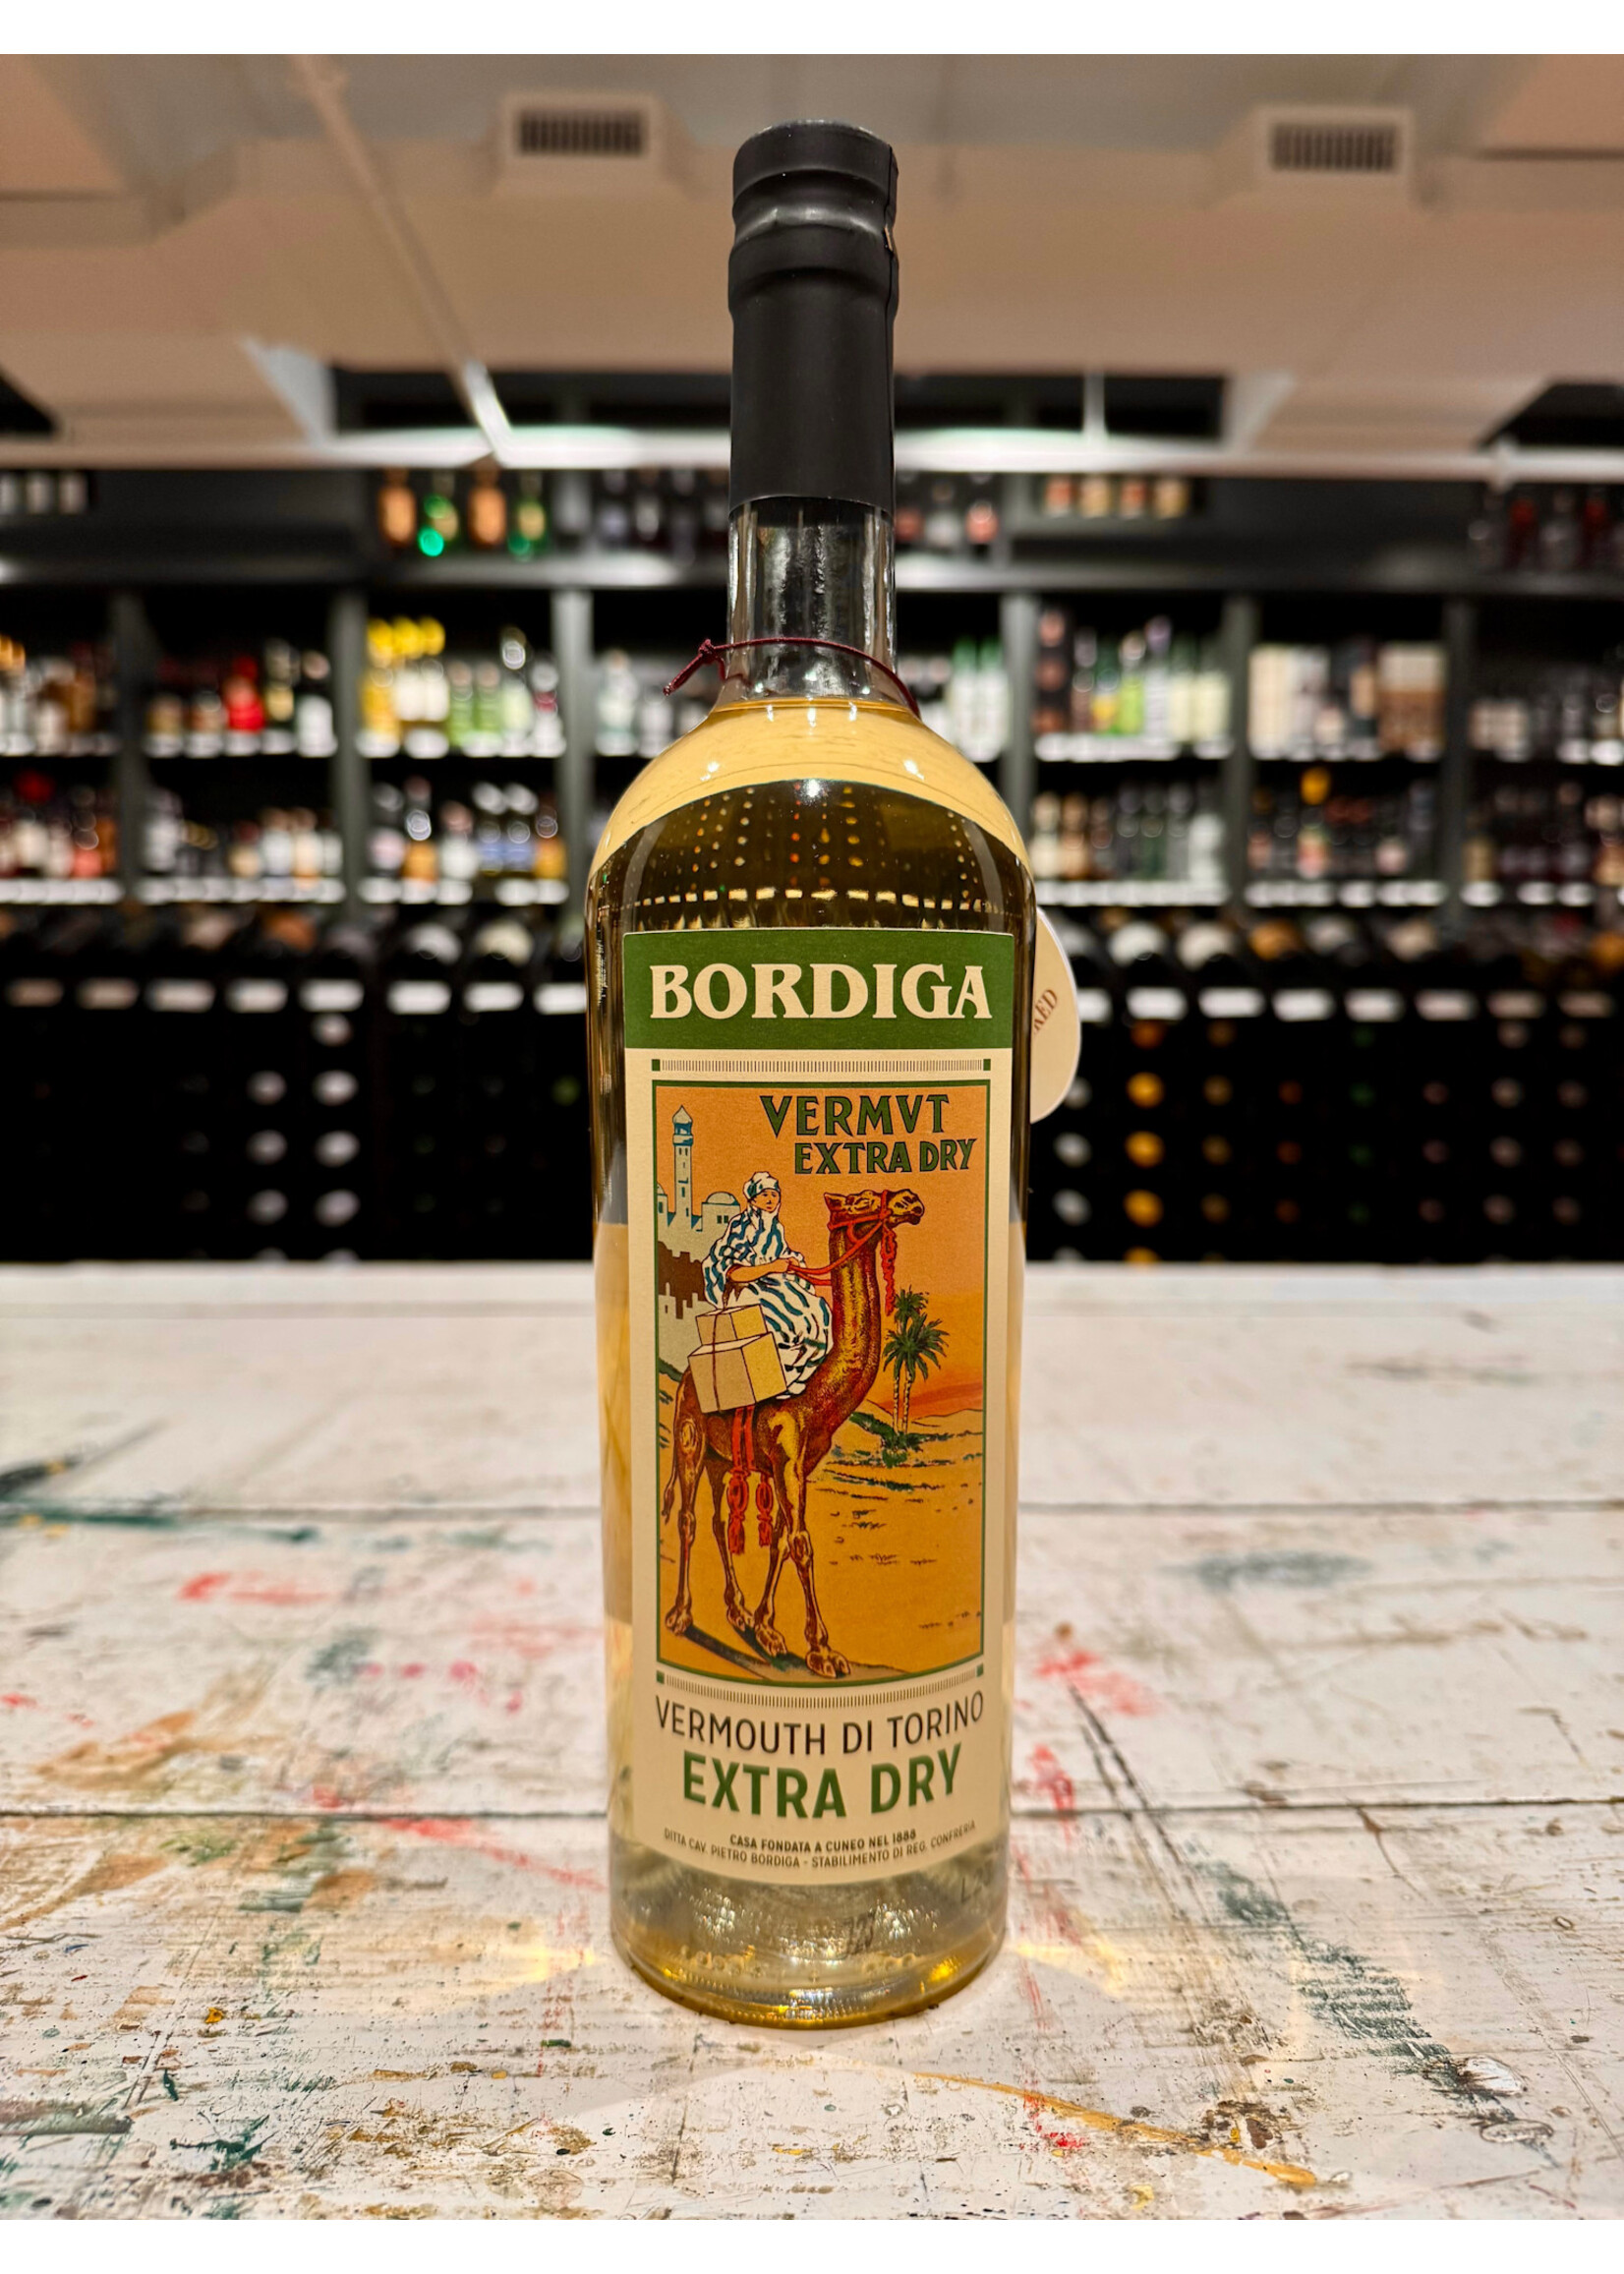 BORDIGA
VERMVT
EXTRA DRY
VERMOUTH DI TORINO
EXTRA DRY
CASA FONDATA A CUNEO NEL 1888
DITTA CAV. PIETRO BORDIGA - STABILIMENTO DI REG. CONFRERIA